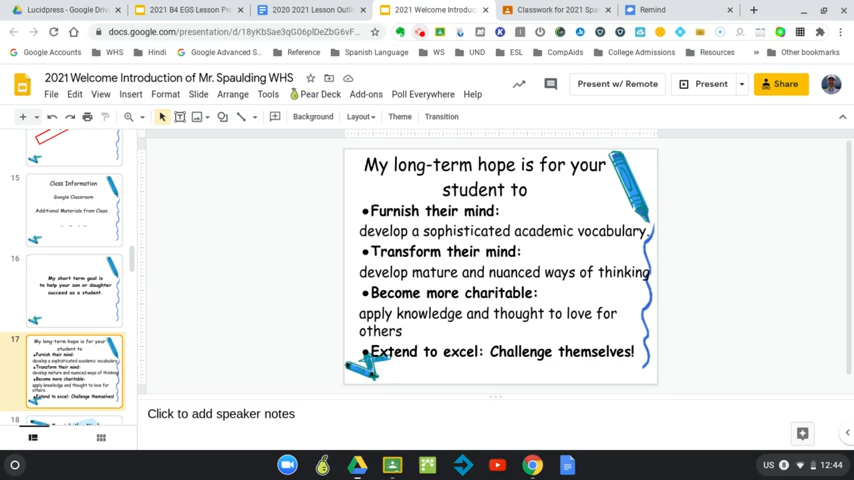 Lucidpress - Google Driv
2021 B4 EGS Lesson Pr
2020 2021 Lesson Outlin
2021 Welcome Introduc
Classwork for 2021 Spa
Remind
docs.google.com/presentation/d/18yKbSae3qG06plDeZbG6vF...
Google Accounts
WHS
Hindi
Google Advanced S...
Reference
Spanish Language
WS
UND
ESL
CompAids
College Admissions
Resources
»
Other bookmarks
2021 Welcome Introduction of Mr. Spaulding WHS
File Edit View Insert Format Slide Arrange Tools Pear Deck Add-ons Poll Everywhere Help
Present w/ Remote
Present
Share
Background
Layout
Theme
Transition
15
Class Information
Google Classroom
Additional Materials from Class
16
My short term goal is
to help your son or daughter
succeed as a student.
17
My long-term hope is for your
student to
•Furnish their mind:
develop a sophisticated academic vocabulary.
•Transform their mind:
develop mature and nuanced ways of thinking
•Become more charitable:
apply knowledge and thought to love for
others
•Extend to excel: Challenge themselves!
18
My long-term hope is for your
student to
•Furnish their mind:
develop a sophisticated academic vocabulary.
•Transform their mind:
develop mature and nuanced ways of thinking
•Become more charitable:
apply knowledge and thought to love for
others
•Extend to excel: Challenge themselves!
Click to add speaker notes
US
8
12:44